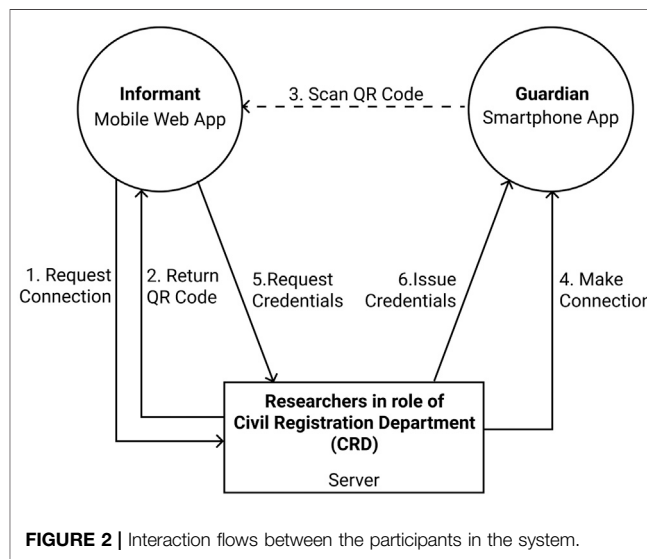 Informant
Mobile Web App
3. Scan QR Code
Guardian
Smartphone App
1. Request
Connection
2. Return
QR Code
5.Request
Credentials
6.Issue
Credentials
4. Make
Connection
Researchers in role of
Civil Registration Department
(CRD)
Server
FIGURE 2 | Interaction flows between the participants in the system.